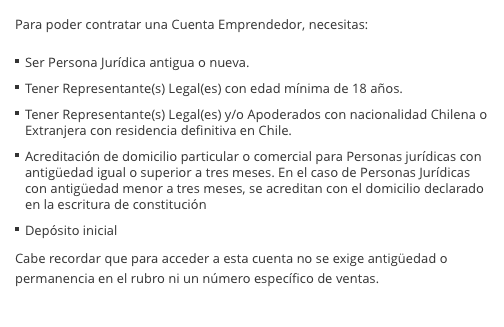 Para poder contratar una Cuenta Emprendedor, necesitas:
▪ Ser Persona Jurídica antigua o nueva.
▪ Tener Representante(s) Legal(es) con edad mínima de 18 años.
▪ Tener Representante(s) Legal(es) y/o Apoderados con nacionalidad Chilena o
Extranjera con residencia definitiva en Chile.
▪ Acreditación de domicilio particular o comercial para Personas jurídicas con
antigüedad igual o superior a tres meses. En el caso de Personas Jurídicas
con antigüedad menor a tres meses, se acreditan con el domicilio declarado
en la escritura de constitución
▪ Depósito inicial
Cabe recordar que para acceder a esta cuenta no se exige antigüedad o
permanencia en el rubro ni un número específico de ventas.